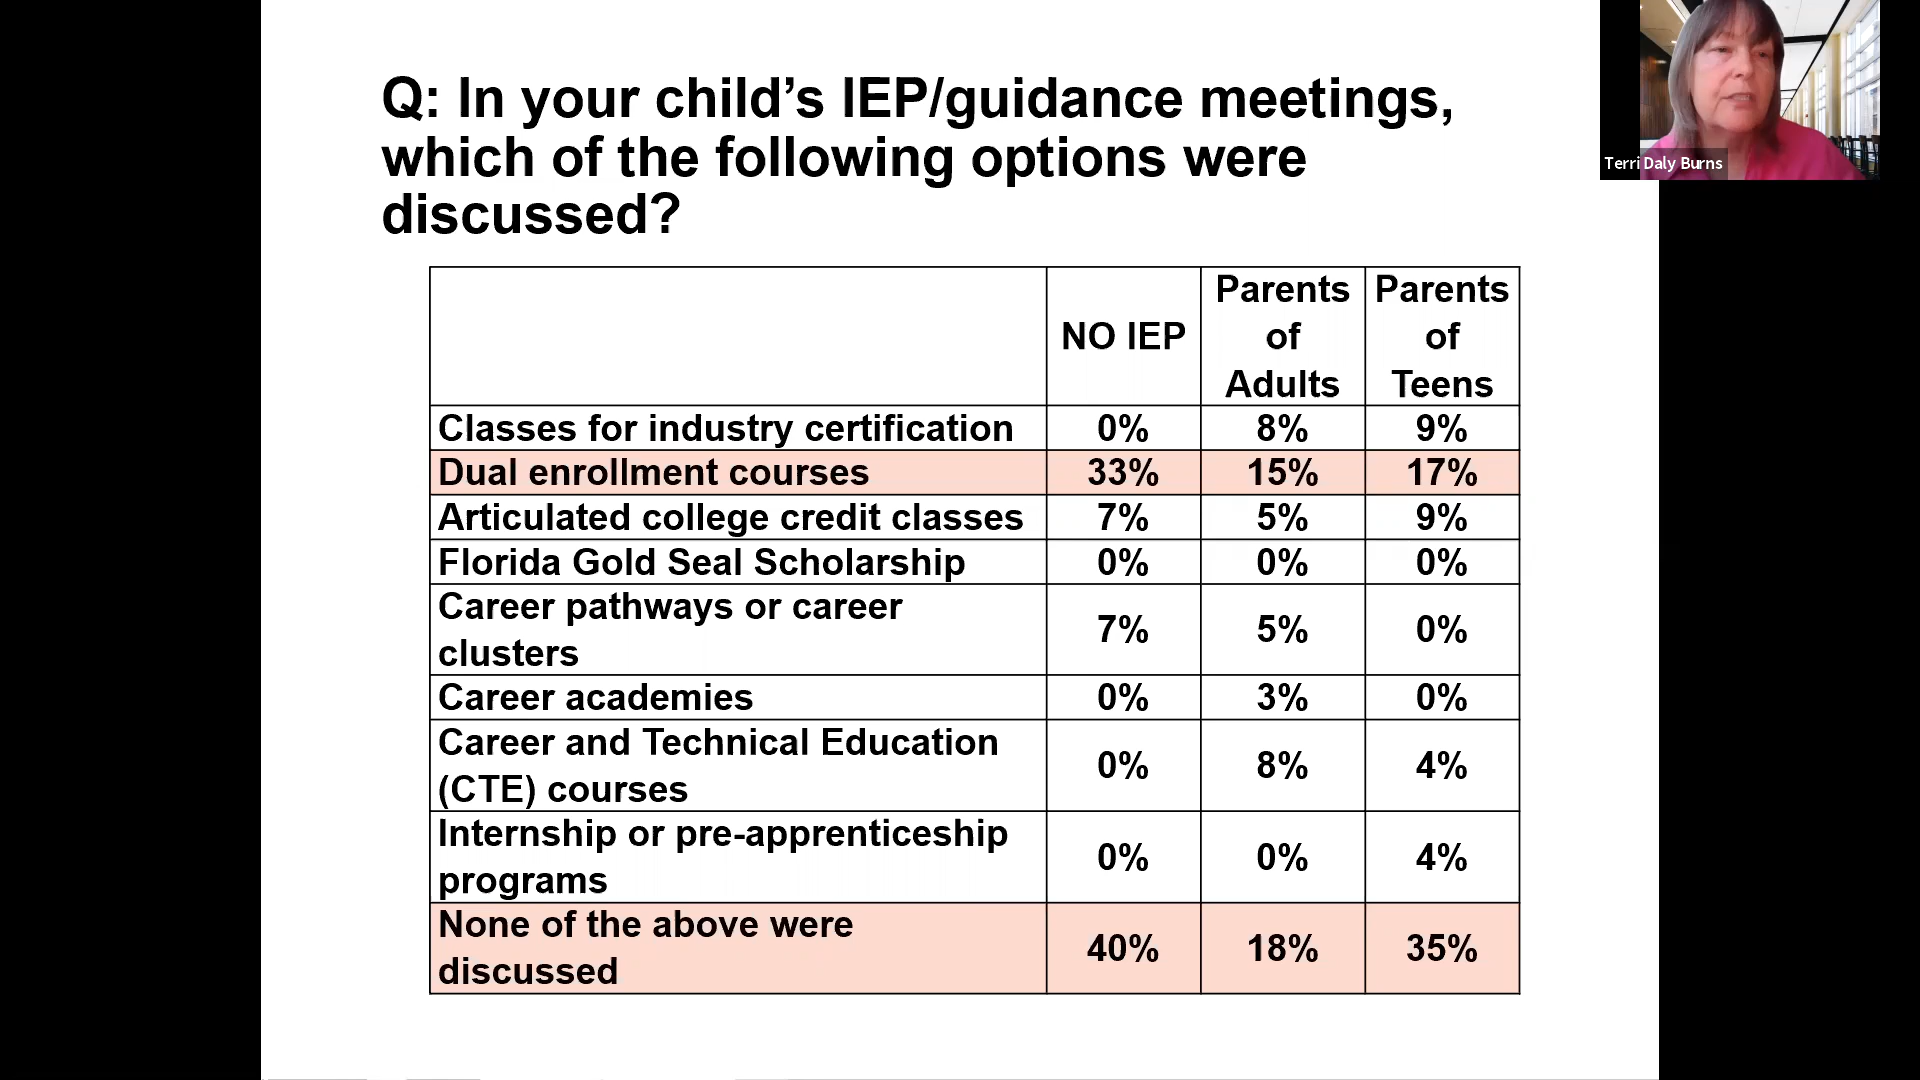 Q: In your child’s IEP/guidance meetings,
which of the following options were
discussed?
Terri Daly Burns
NO IEP
Parents
of
Adults
Parents
of
Teens
Classes for industry certification 0% 8% 9%
Dual enrollment courses 33% 15% 17%
Articulated college credit classes 7% 5% 9%
Florida Gold Seal Scholarship 0% 0% 0%
Career pathways or career
clusters
7% 5% 0%
Career academies 0% 3% 0%
Career and Technical Education
(CTE) courses
0% 8% 4%
Internship or pre-apprenticeship
programs
0% 0% 4%
None of the above were
discussed
40% 18% 35%